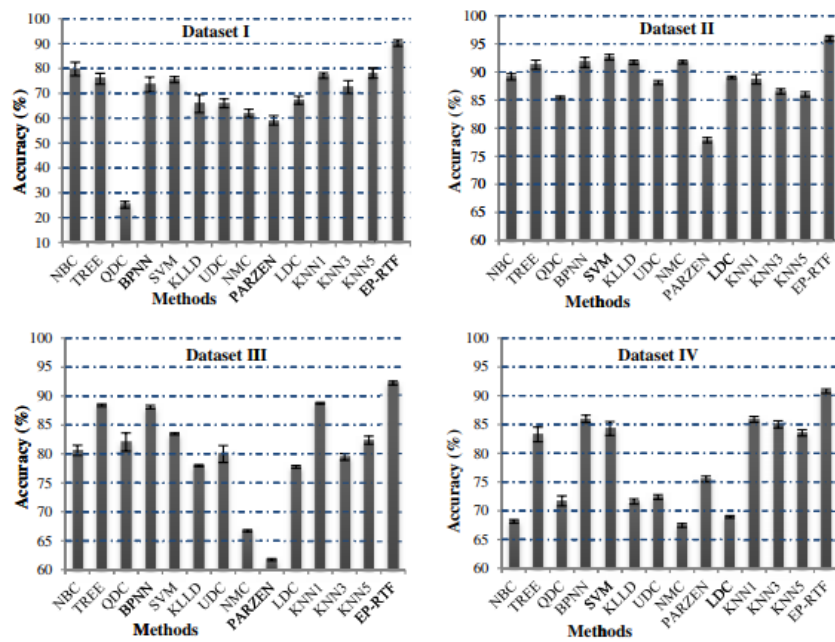 Dataset I
Accuracy (%)
100
90
80
70
60
50
40
30
20
10
NBC
TREE
QDC
BPNN
SVM
KLLD
UDC
NMC
PARZEN
LDC
KNN1
KNN3
KNN5
EP-RTF
Methods
Dataset II
Accuracy (%)
100
95
90
85
80
75
70
65
60
NBC
TREE
QDC
BPNN
SVM
KLLD
UDC
NMC
PARZEN
LDC
KNN1
KNN3
KNN5
EP-RTF
Methods
Dataset III
Accuracy (%)
100
95
90
85
80
75
70
65
60
NBC
TREE
QDC
BPNN
SVM
KLLD
UDC
NMC
PARZEN
LDC
KNN1
KNN3
KNN5
EP-RTF
Methods
Dataset IV
Accuracy (%)
100
95
90
85
80
75
70
65
60
NBC
TREE
QDC
BPNN
SVM
KLLD
UDC
NMC
PARZEN
LDC
KNN1
KNN3
KNN5
EP-RTF
Methods